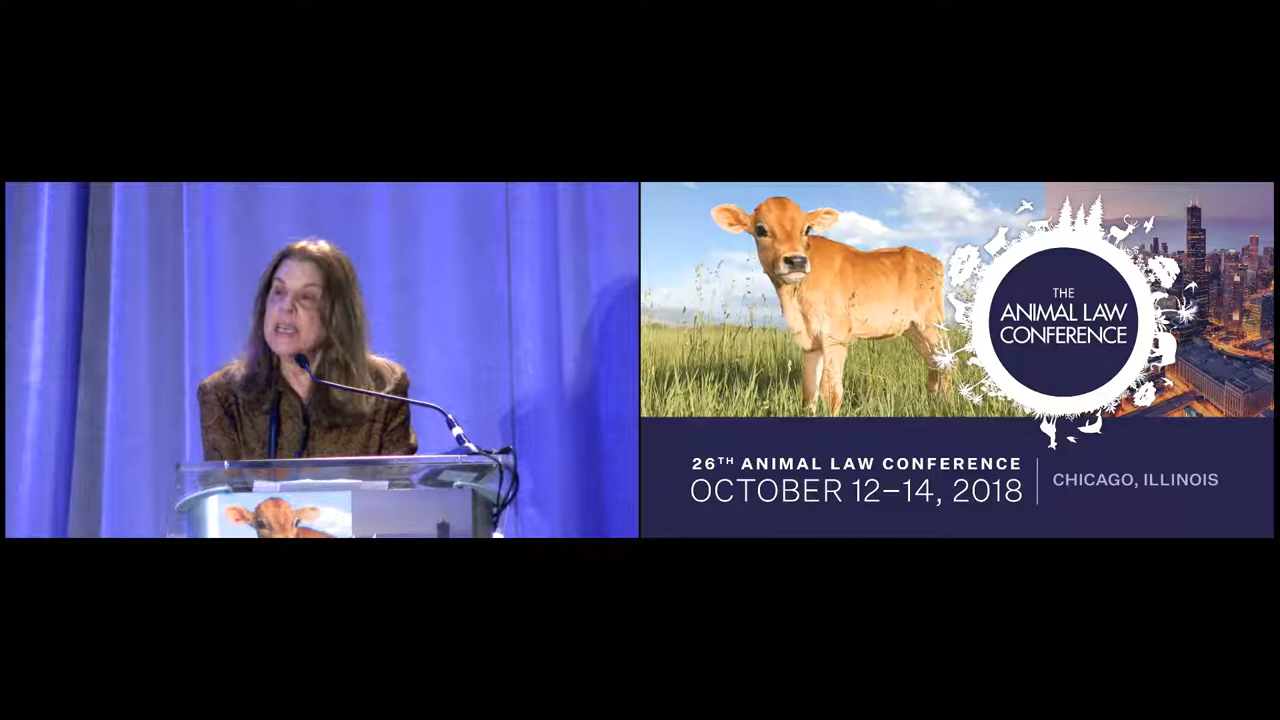 THE
ANIMAL LAW
CONFERENCE
26TH ANIMAL LAW CONFERENCE
OCTOBER 12–14, 2018
CHICAGO, ILLINOIS